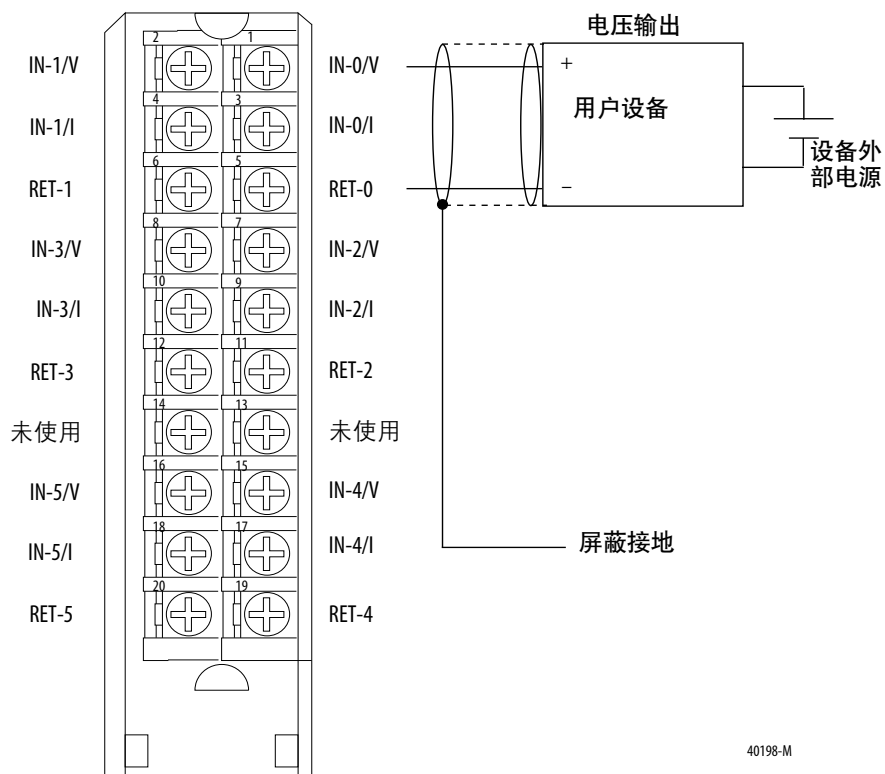 电压输出
2 1
IN-1/V IN-0/V +
用户设备
4 3
IN-1/I IN-0/I
设备外
部电源
6 5
RET-1 RET-0 −
8 7
IN-3/V IN-2/V
10 9
IN-3/I IN-2/I
12 11
RET-3 RET-2
14 13
未使用 未使用
16 15
IN-5/V IN-4/V
18 17
IN-5/I IN-4/I 屏蔽接地
20 19
RET-5 RET-4
40198-M